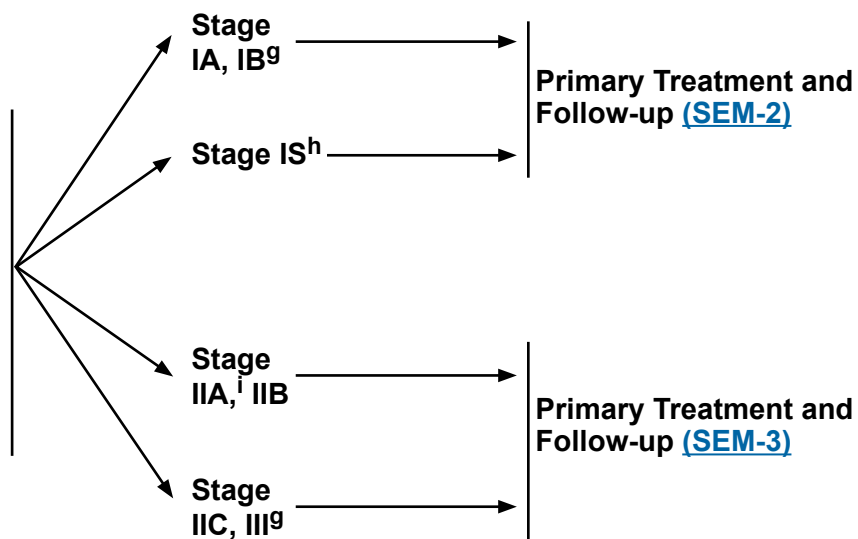 Stage
IA, IBg
Primary Treatment and
Follow-up (SEM-2)
Stage ISh
Stage
IIA,i IIB
Primary Treatment and
Follow-up (SEM-3)
Stage
IIC, IIIg